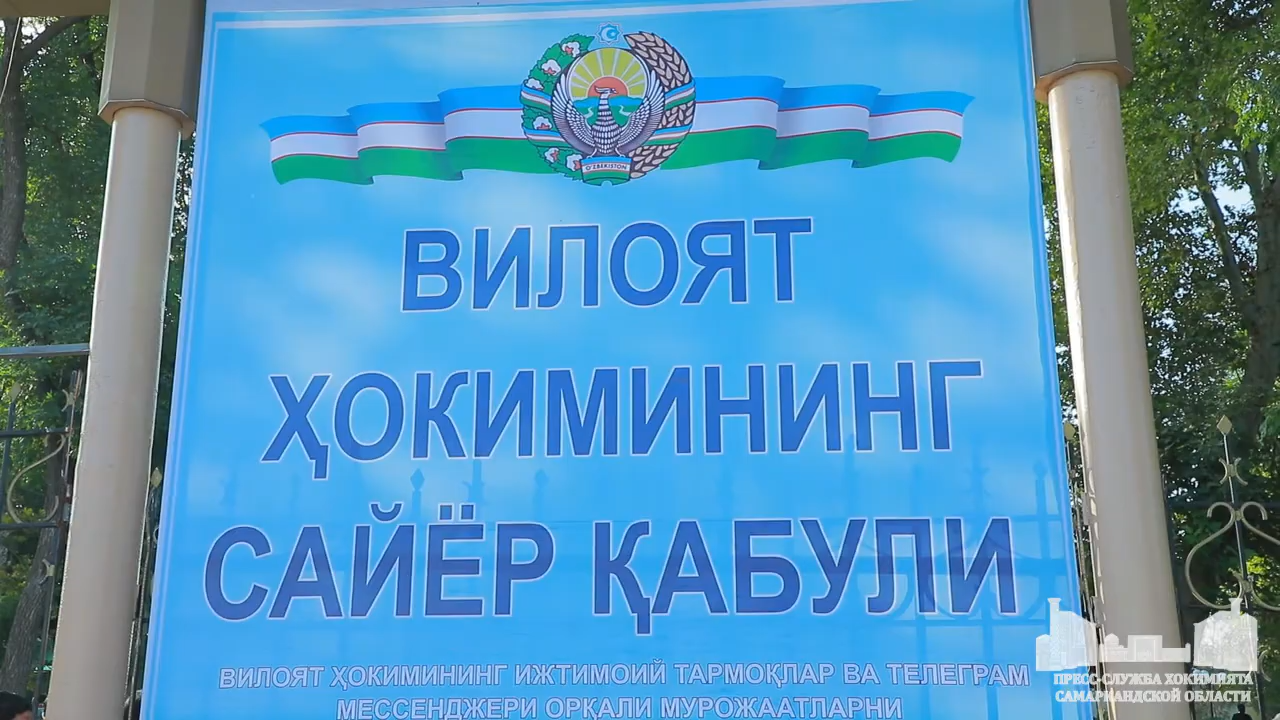 O'ZBEKISTON
ВИЛОЯТ
ҲОКИМИНИНГ
САЙЁР ҚАБУЛИ
ВИЛОЯТ ҲОКИМИНИНГ ИЖТИМОИЙ ТАРМОҚЛАР ВА ТЕЛЕГРАМ
МЕССЕНДЖЕРИ ОРҚАЛИ МУРОЖААТЛАРНИ
ПРЕСС-СЛУЖБА ХОКИМИЯТА
САМАРКАНДСКОЙ ОБЛАСТИ